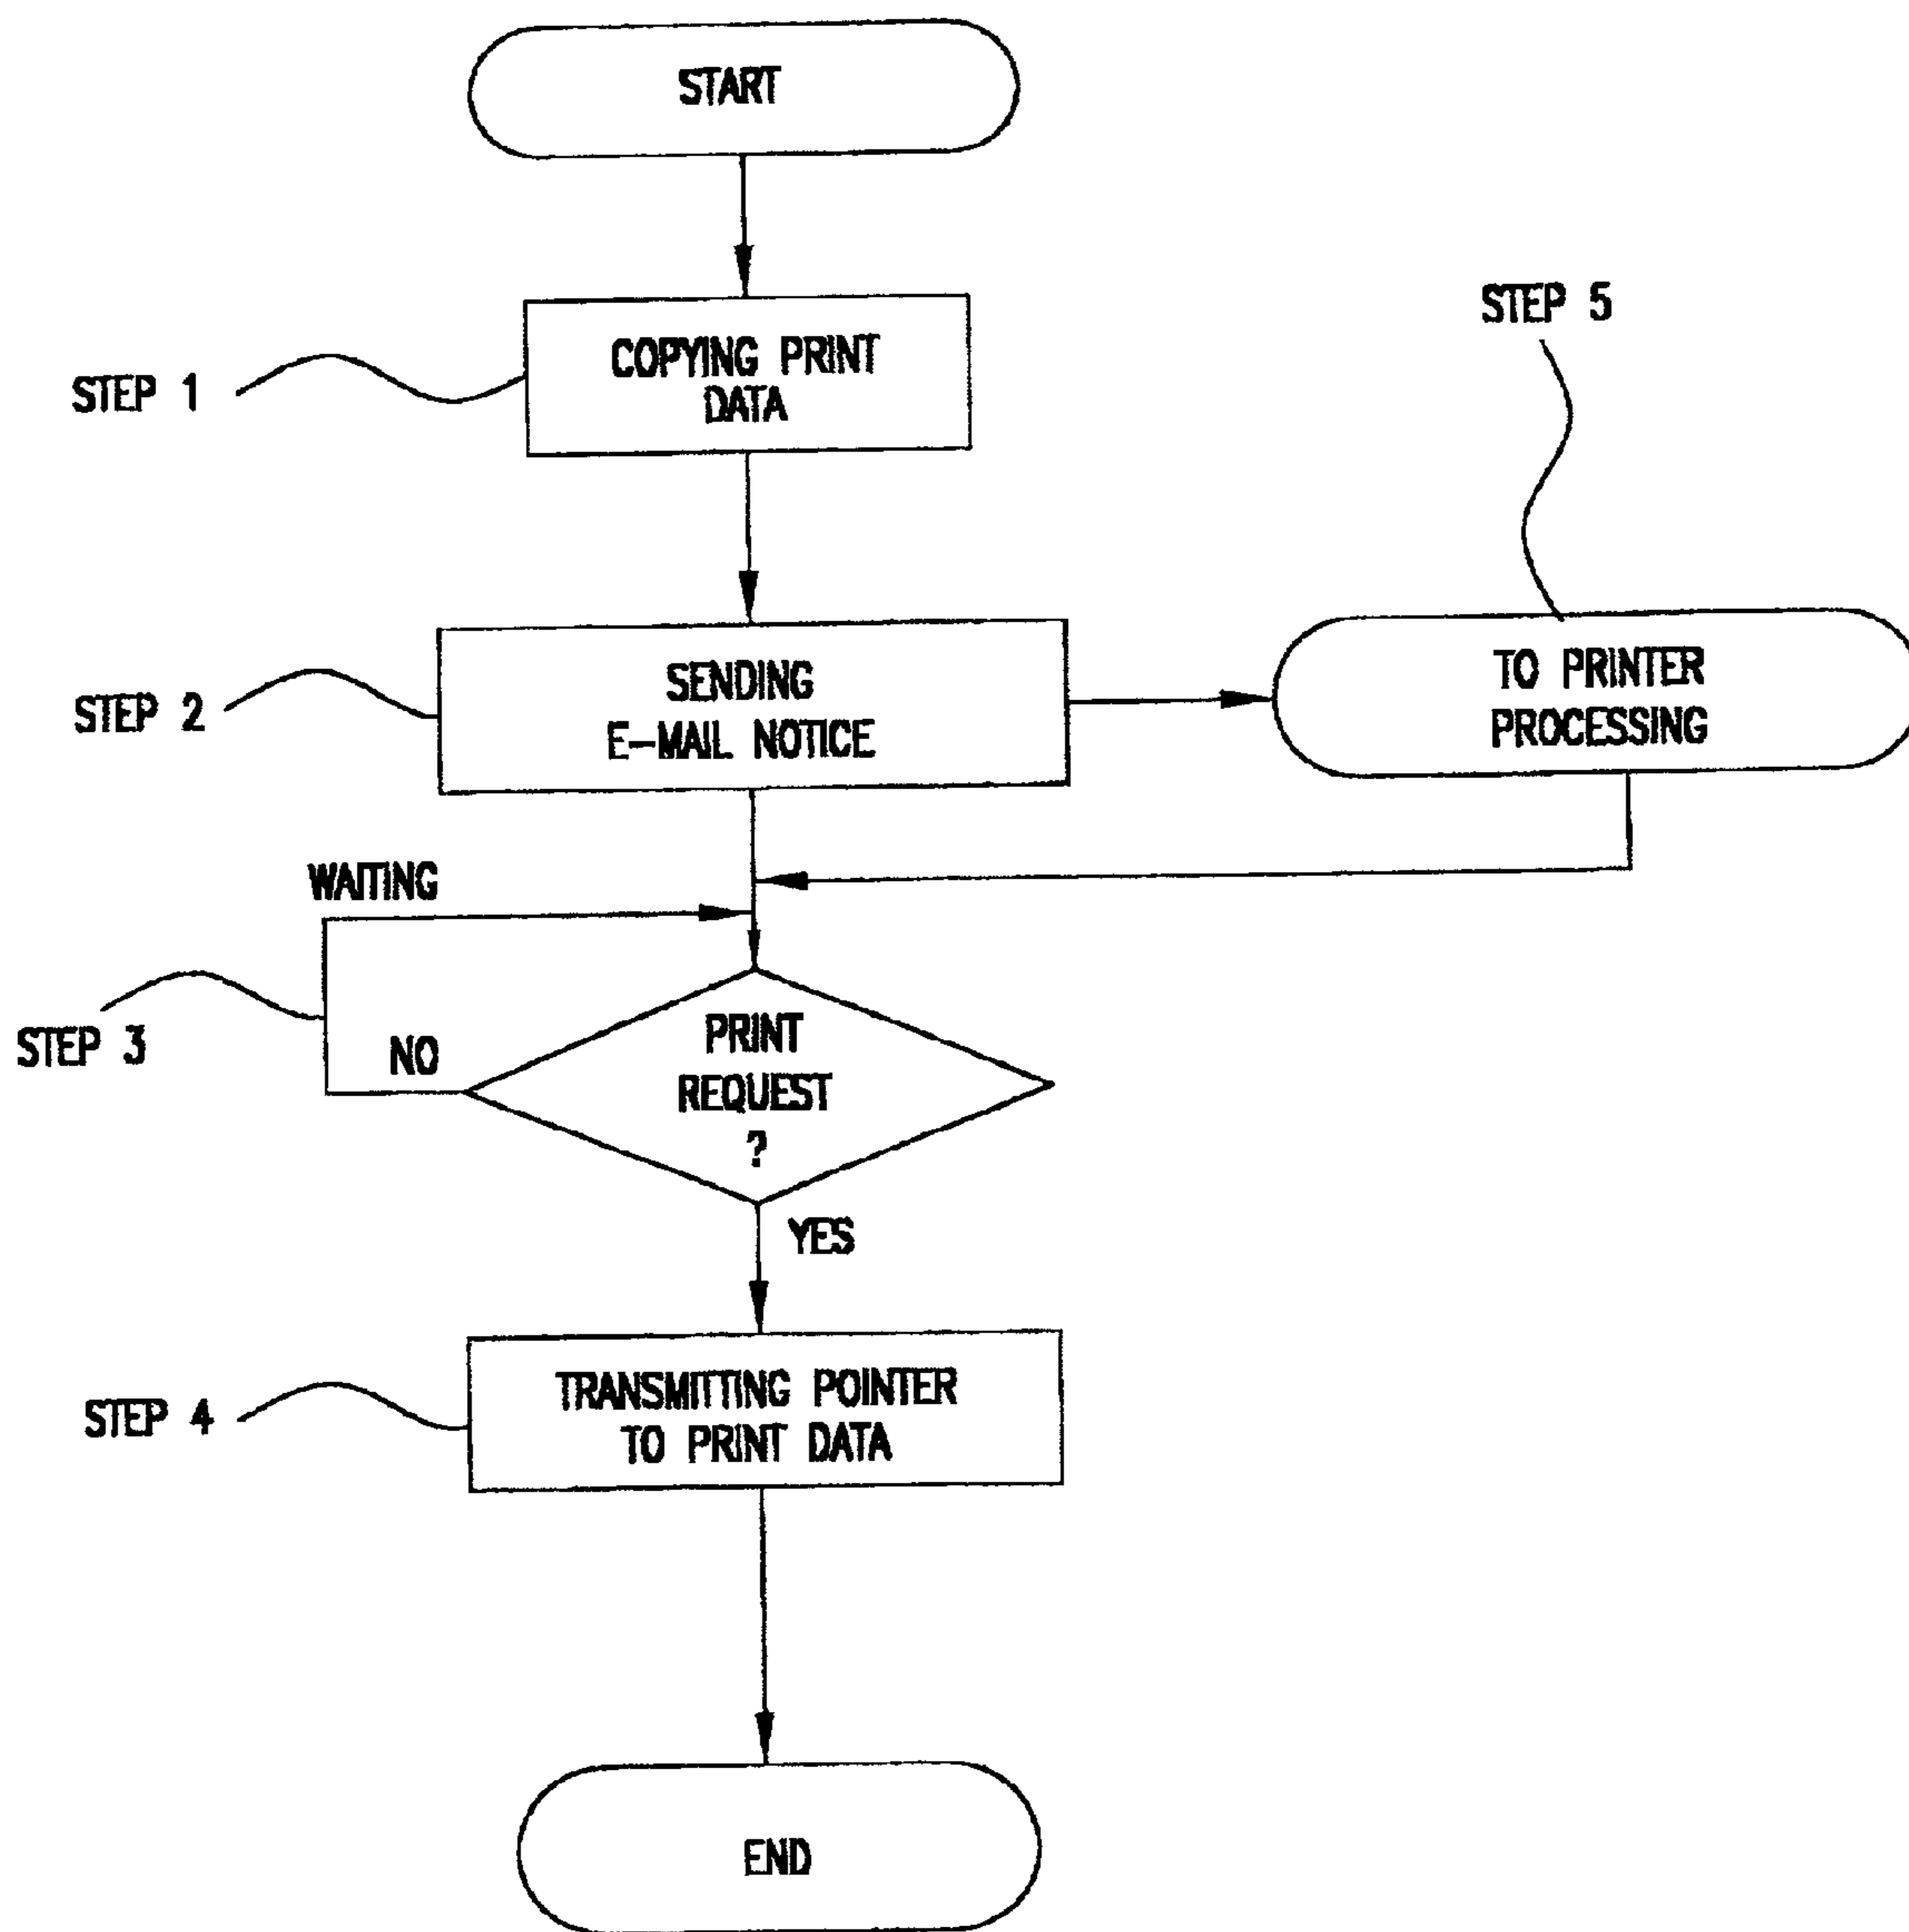 START
COPYING PRINT
DATA
STEP 1
STEP 5
SENDING
E-MAIL NOTICE
STEP 2
TO PRINTER
PROCESSING
WAITING
STEP 3
NO
PRINT
REQUEST
?
YES
TRANSMITTING POINTER
TO PRINT DATA
STEP 4
END